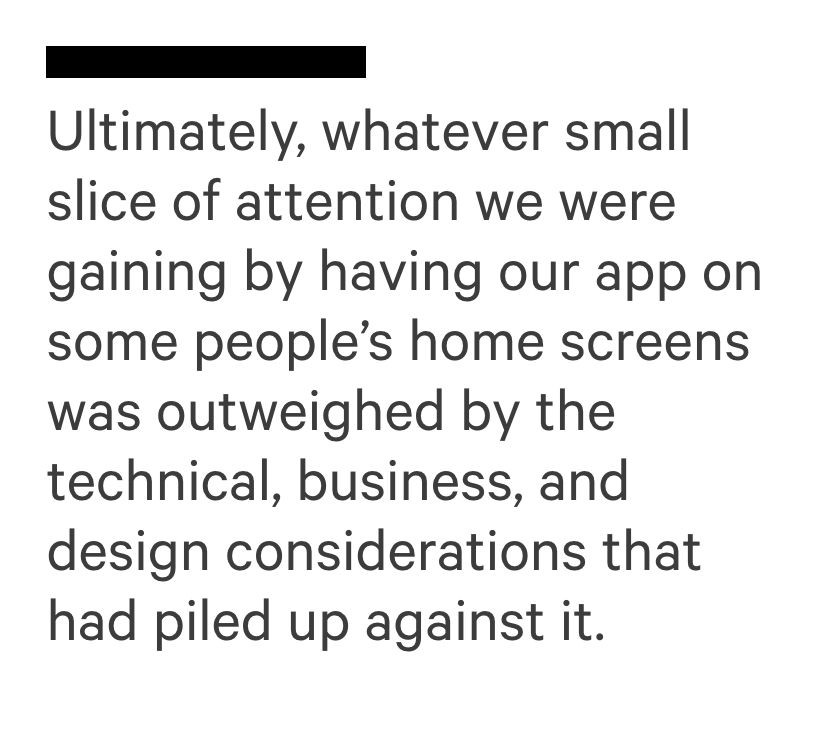 Ultimately, whatever small
slice of attention we were
gaining by having our app on
some people’s home screens
was outweighed by the
technical, business, and
design considerations that
had piled up against it.